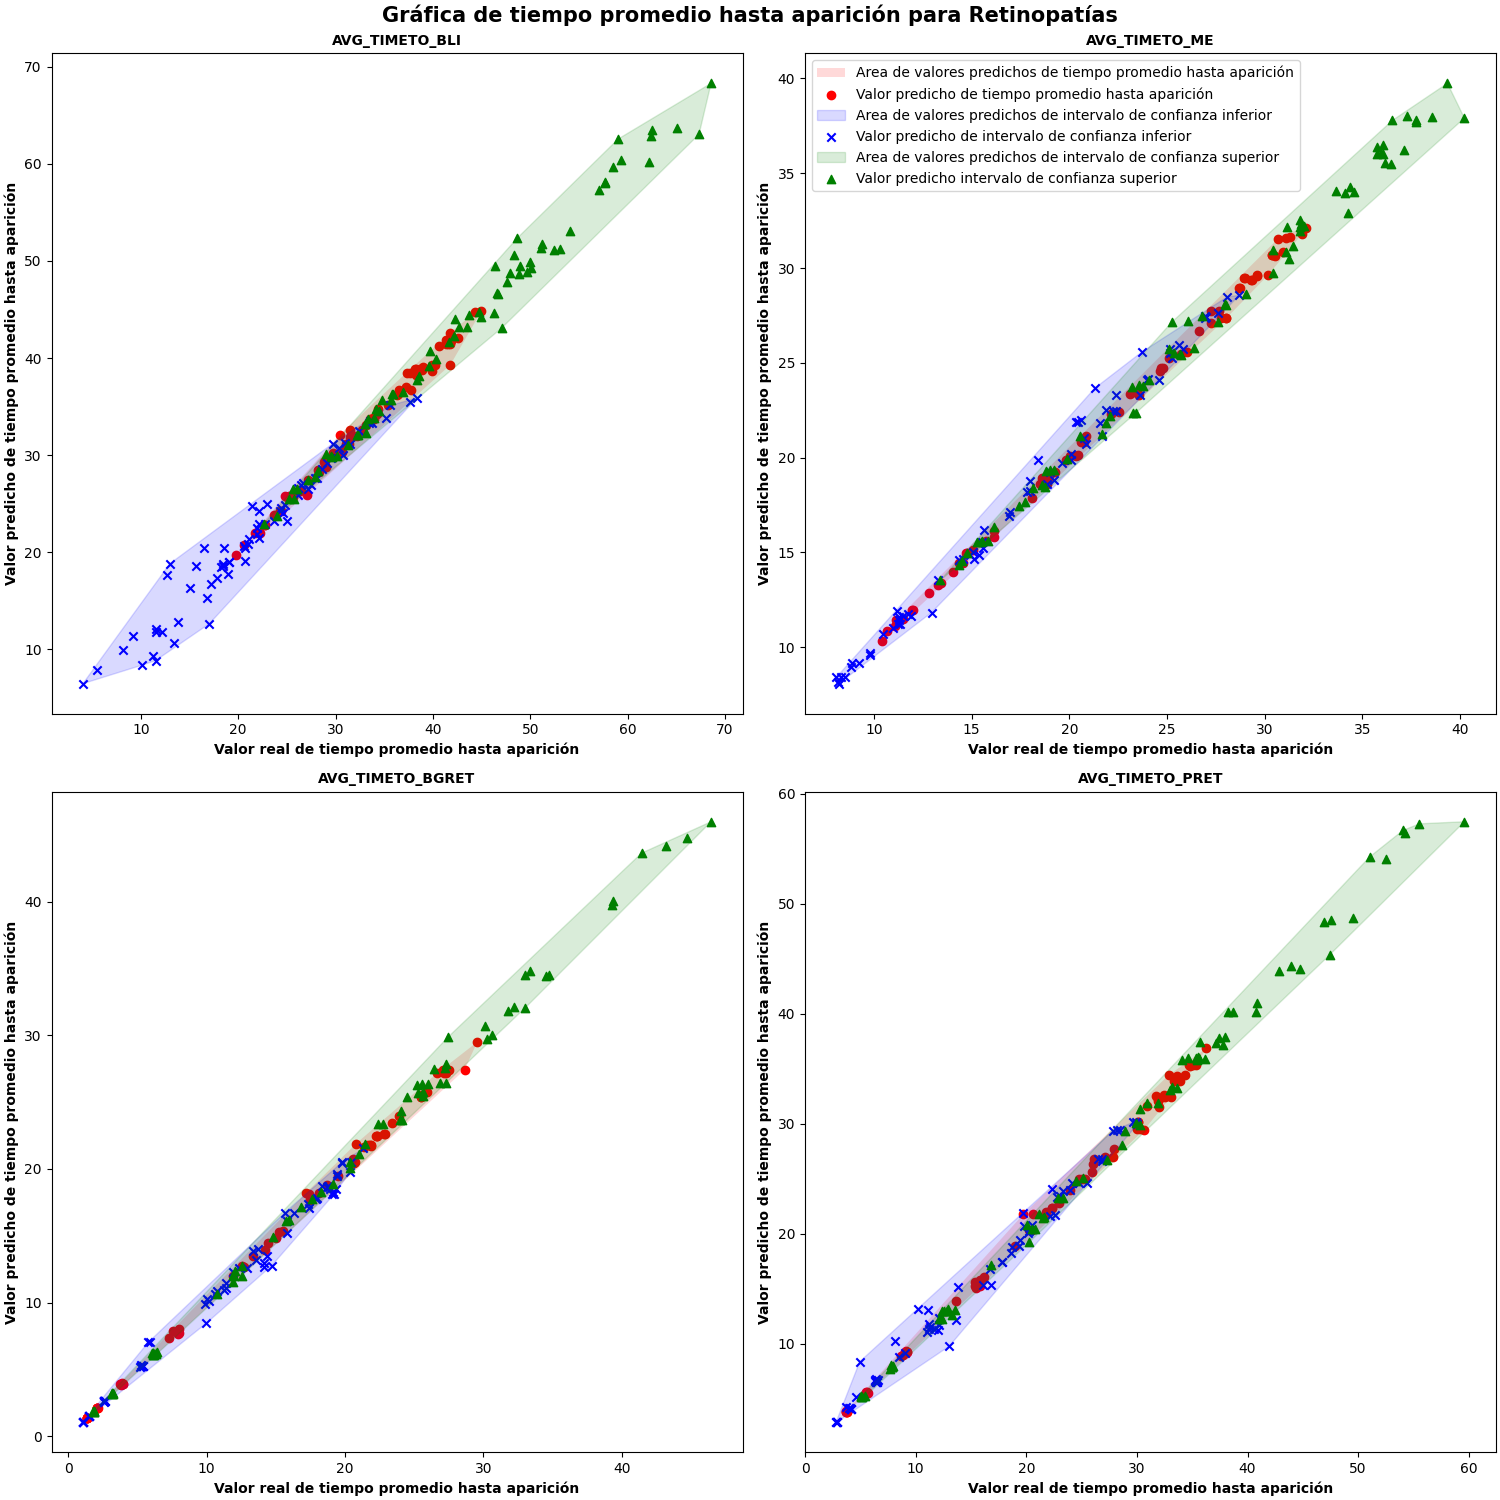 Gráfica de tiempo promedio hasta aparición para Retinopatías
AVG_TIMETO_BLI
Valor predicho de tiempo promedio hasta aparición
70
60
50
40
30
20
10
10 20 30 40 50 60 70
Valor real de tiempo promedio hasta aparición
AVG_TIMETO_ME
Area de valores predichos de tiempo promedio hasta aparición
Valor predicho de tiempo promedio hasta aparición
Area de valores predichos de intervalo de confianza inferior
Valor predicho de intervalo de confianza inferior
Area de valores predichos de intervalo de confianza superior
Valor predicho intervalo de confianza superior
Valor predicho de tiempo promedio hasta aparición
40
35
30
25
20
15
10
10 15 20 25 30 35 40
Valor real de tiempo promedio hasta aparición
AVG_TIMETO_BGRET
Valor predicho de tiempo promedio hasta aparición
40
30
20
10
0
0 10 20 30 40
Valor real de tiempo promedio hasta aparición
AVG_TIMETO_PRET
Valor predicho de tiempo promedio hasta aparición
60
50
40
30
20
10
0 10 20 30 40 50 60
Valor real de tiempo promedio hasta aparición